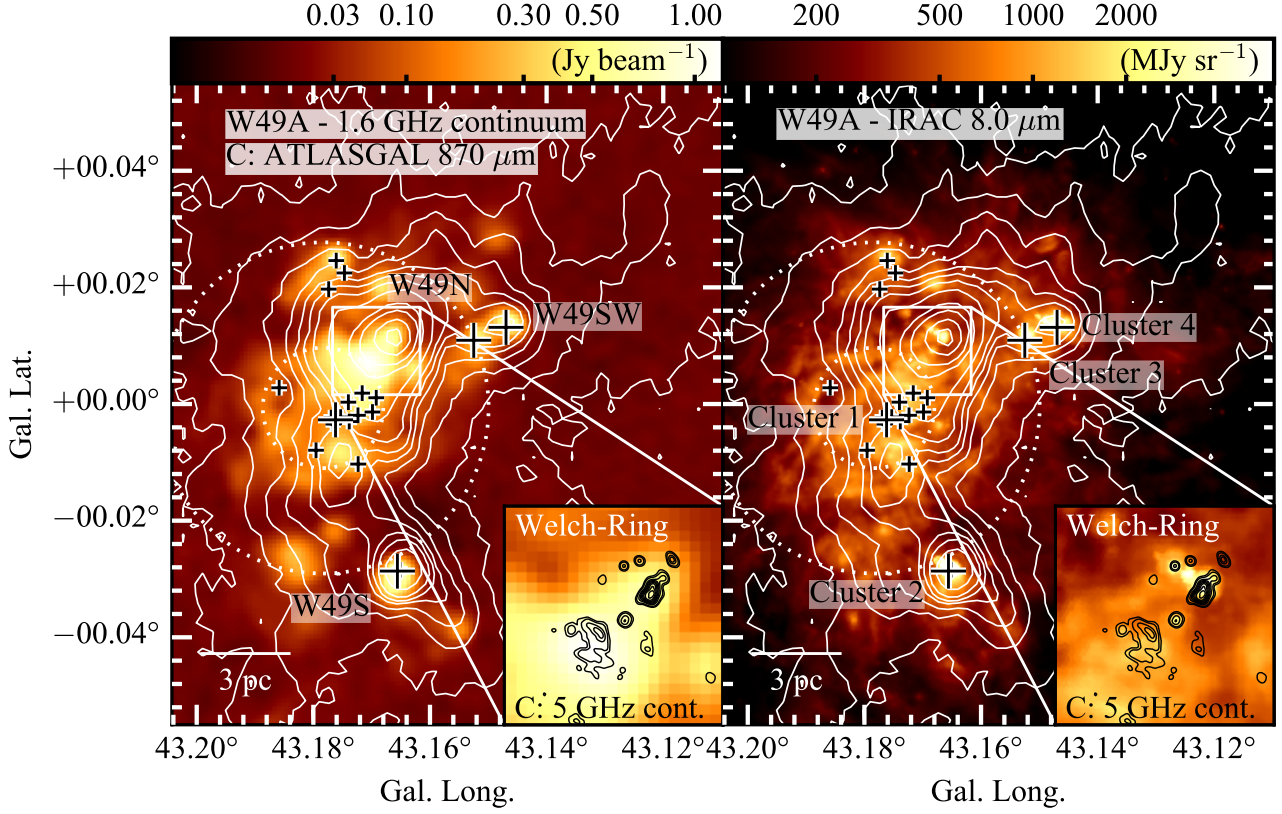 0.03 0.10 0.30 0.50 1.00
(Jy beam⁻¹)
200 500 1000 2000
(MJy sr⁻¹)
W49A - 1.6 GHz continuum
C: ATLASGAL 870 μm
W49N
W49SW
W49S
3 pc
Welch-Ring
C: 5 GHz cont.
W49A - IRAC 8.0 μm
Cluster 4
Cluster 3
Cluster 1
Cluster 2
3 pc
Welch-Ring
C: 5 GHz cont.
Gal. Lat.
+00.04°
+00.02°
+00.00°
−00.02°
−00.04°
43.20° 43.18° 43.16° 43.14° 43.12°
Gal. Long.
43.20° 43.18° 43.16° 43.14° 43.12°
Gal. Long.